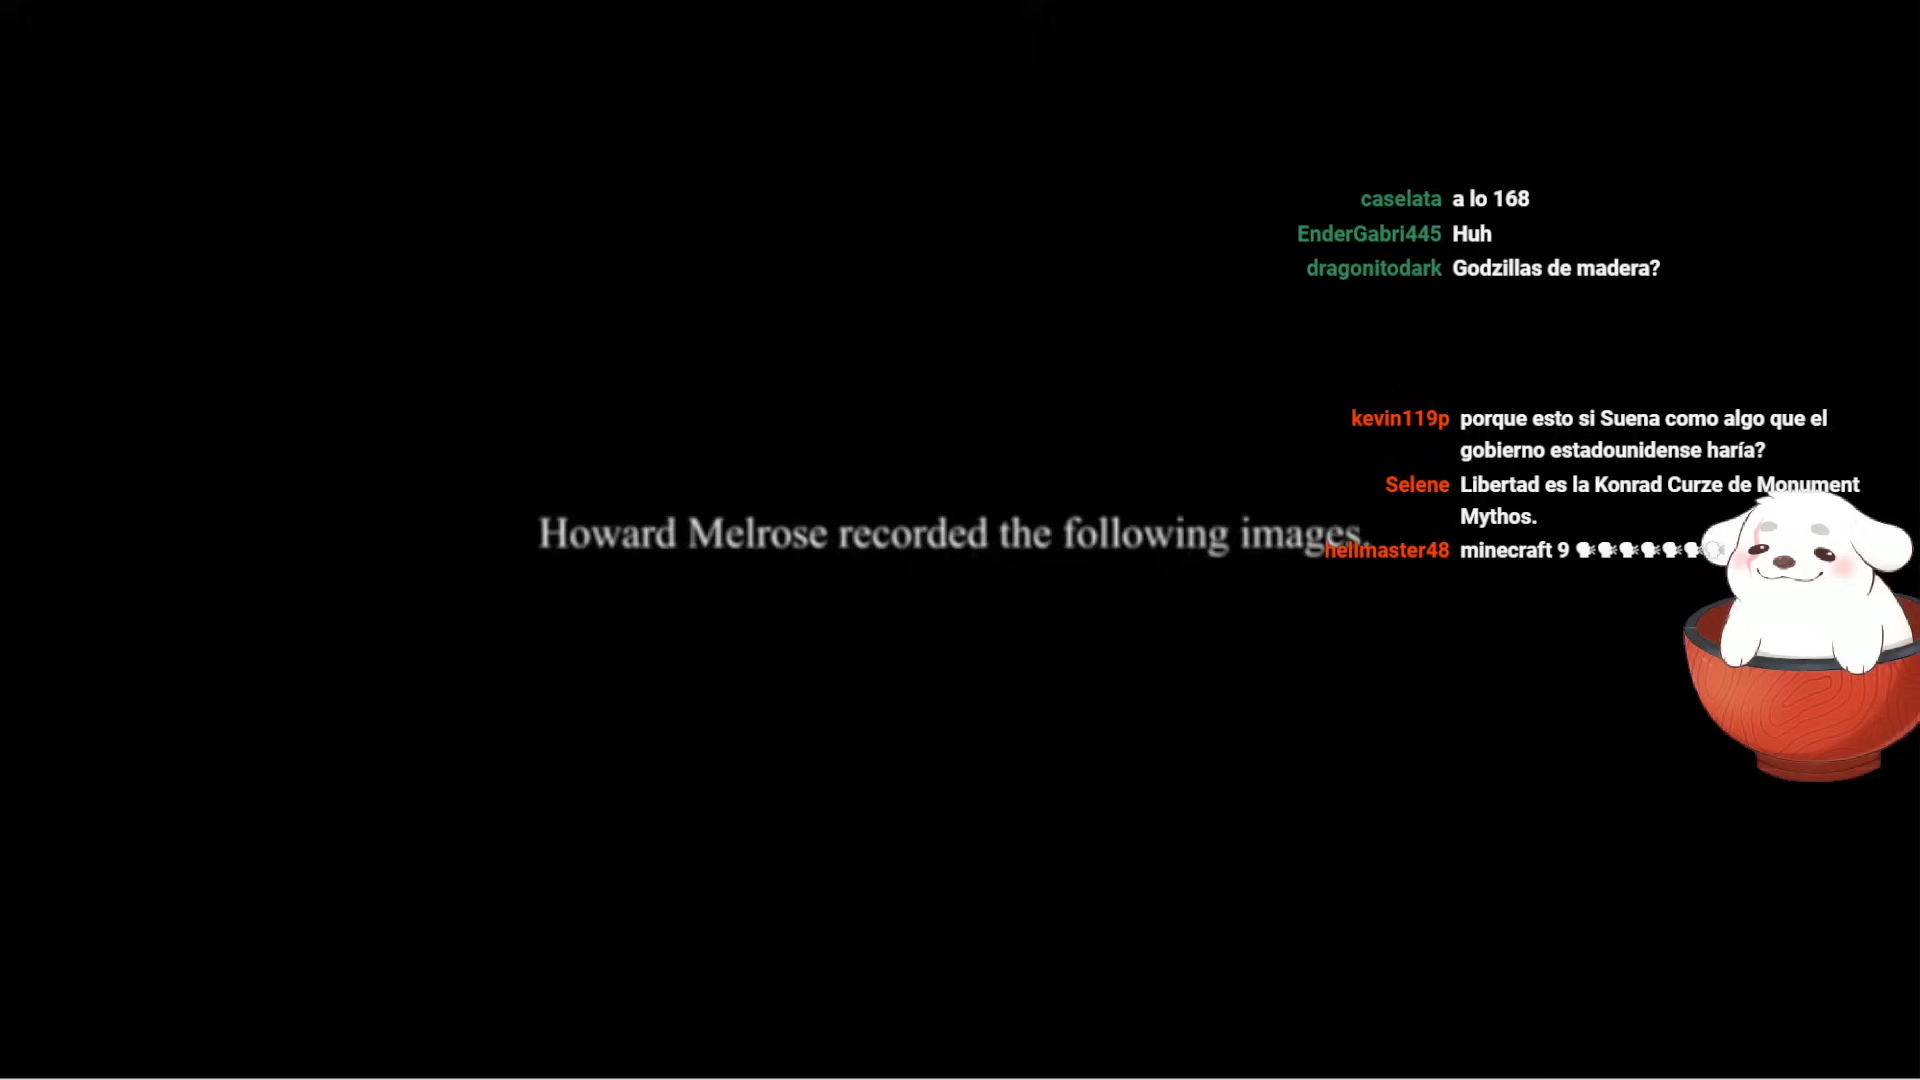 caselata a lo 168
EnderGabri445 Huh
dragonitodark Godzillas de madera?
kevin119p porque esto si Suena como algo que el
gobierno estadounidense haría?
Selene Libertad es la Konrad Curze de Monument
Mythos.
Howard Melrose recorded the following images.
hellmaster48 minecraft 9 🗣🗣🗣🗣🗣🗣🗣